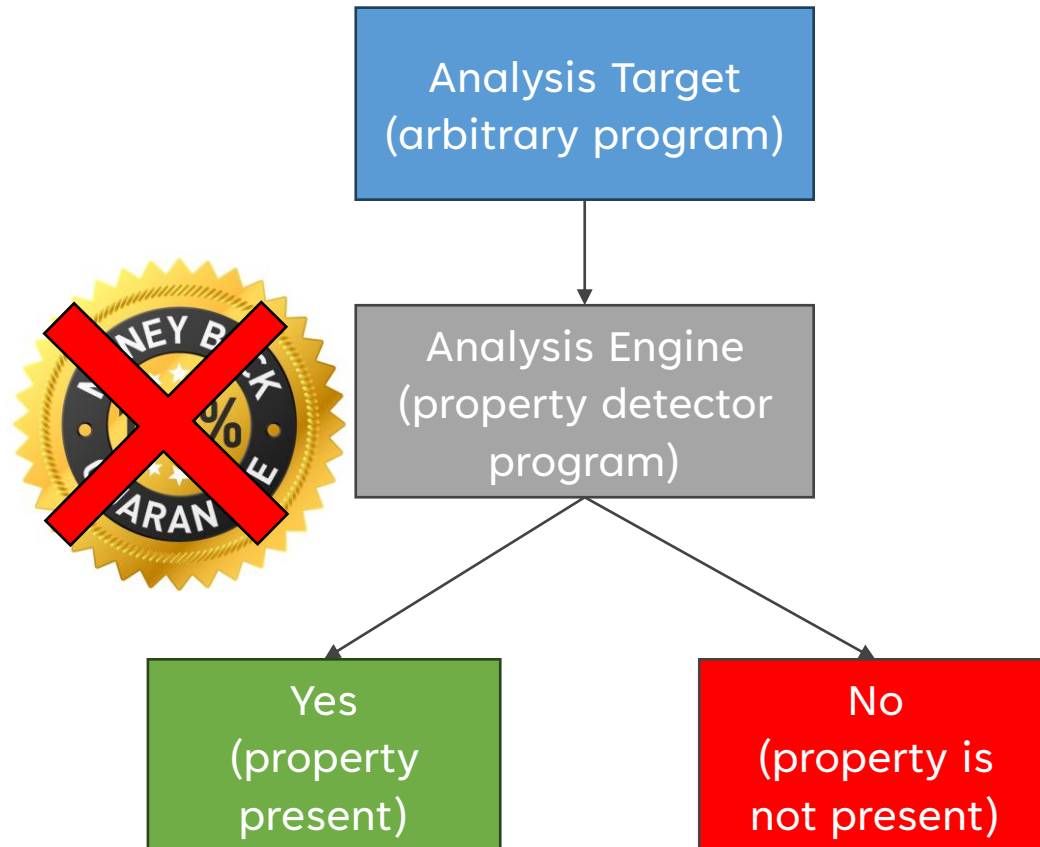 Analysis Target
(arbitrary program)
Analysis Engine
(property detector
program)
Yes
(property
present)
No
(property is
not present)